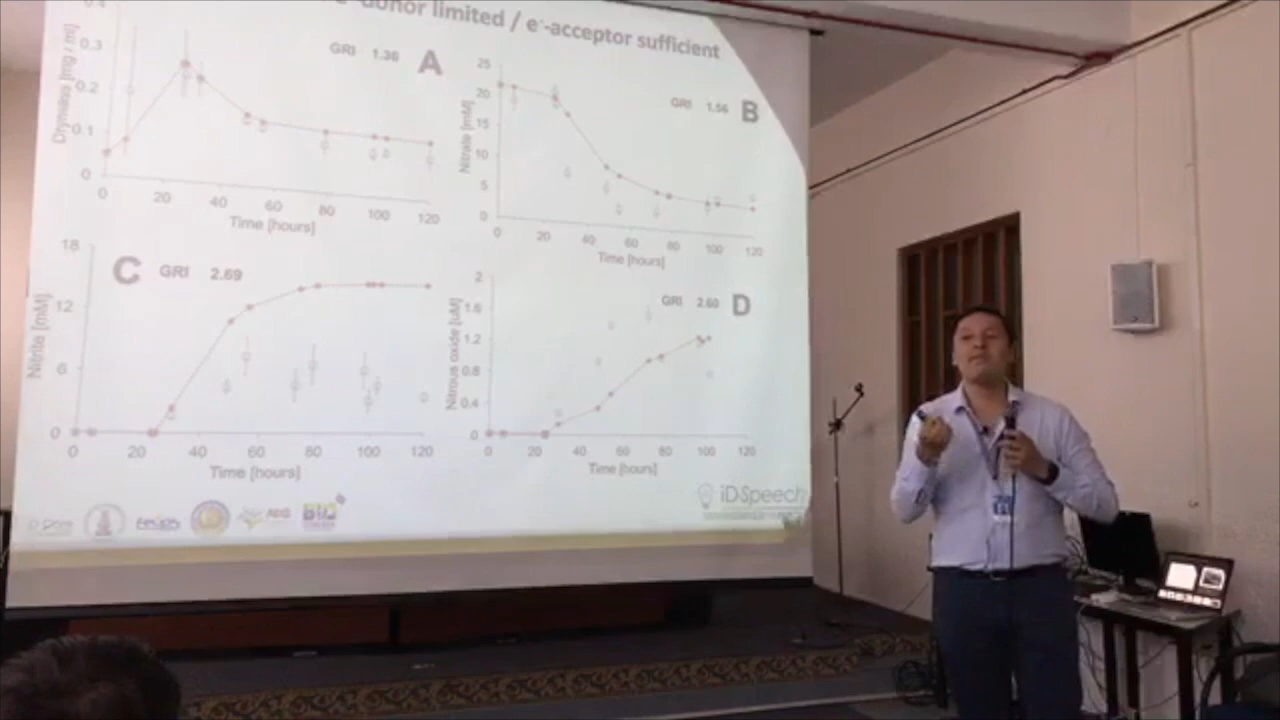 e⁻-donor limited / e⁻-acceptor sufficient
GRI 1.36 A
Drymass [mg / ml]
0.4
0.3
0.2
0.1
0
0 20 40 60 80 100 120
Time [hours]
GRI 1.56 B
Nitrate [mM]
25
20
15
10
5
0
0 20 40 60 80 100 120
Time [hours]
C GRI 2.69
Nitrite [mM]
18
12
6
0
0 20 40 60 80 100 120
Time [hours]
GRI 2.60 D
Nitrous oxide [uM]
2
1.6
1.2
0.8
0.4
0
0 20 40 60 80 100 120
Time [hours]
iDSpeech